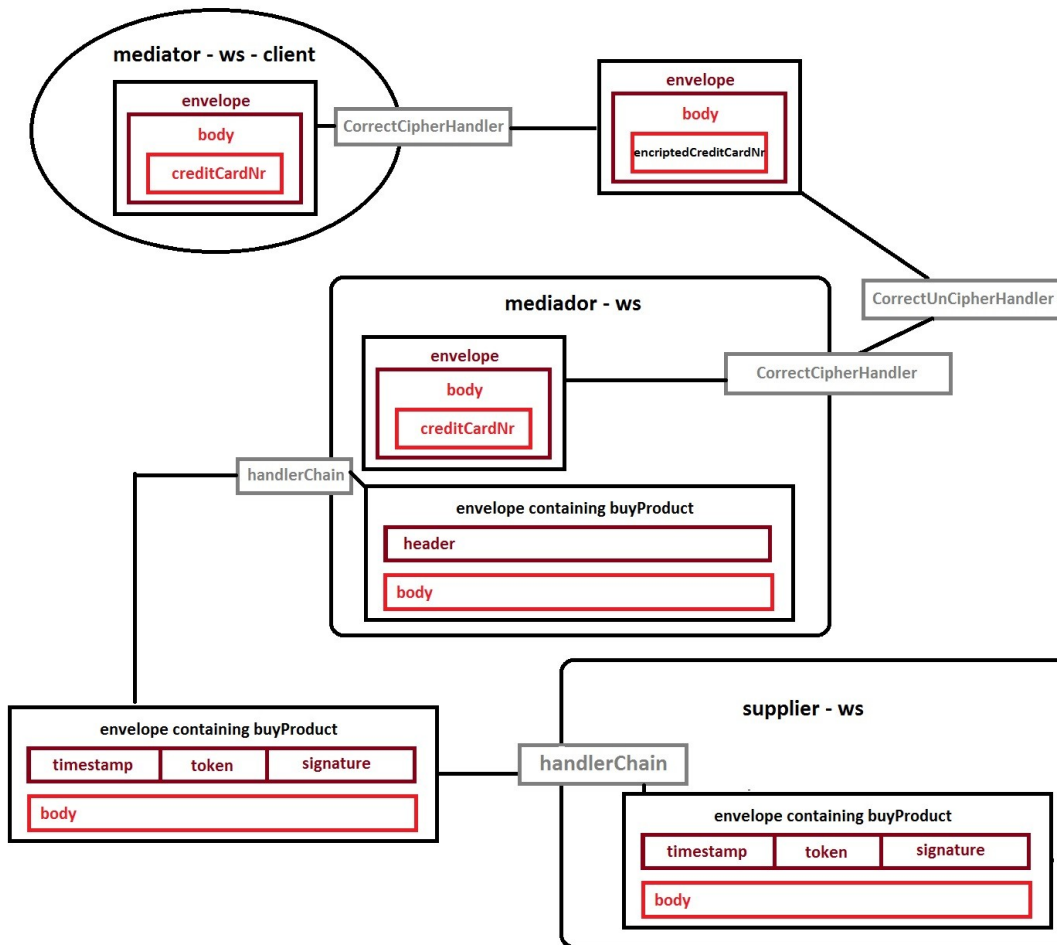 mediator - ws - client
envelope
body
creditCardNr
CorrectCipherHandler
envelope
body
encriptedCreditCardNr
CorrectUnCipherHandler
mediador - ws
envelope
body
creditCardNr
CorrectCipherHandler
handlerChain
envelope containing buyProduct
header
body
envelope containing buyProduct
timestamp token signature
body
supplier - ws
handlerChain
envelope containing buyProduct
timestamp token signature
body